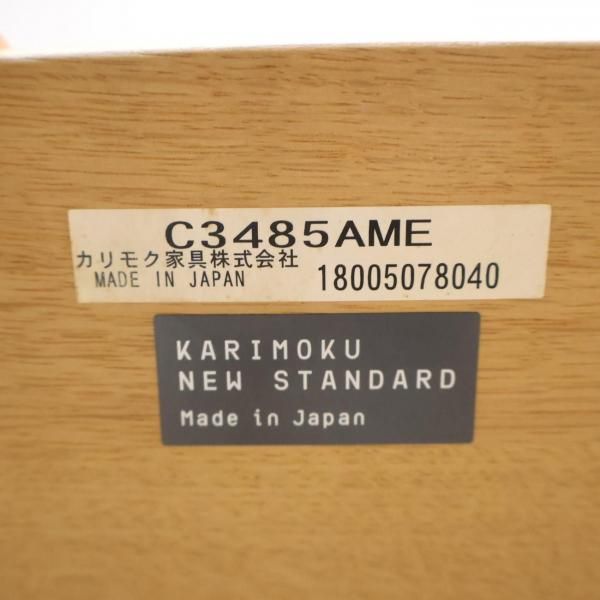 C3485AME
カリモク家具株式会社
MADE IN JAPAN 18005078040
KARIMOKU
NEW STANDARD
Made in Japan